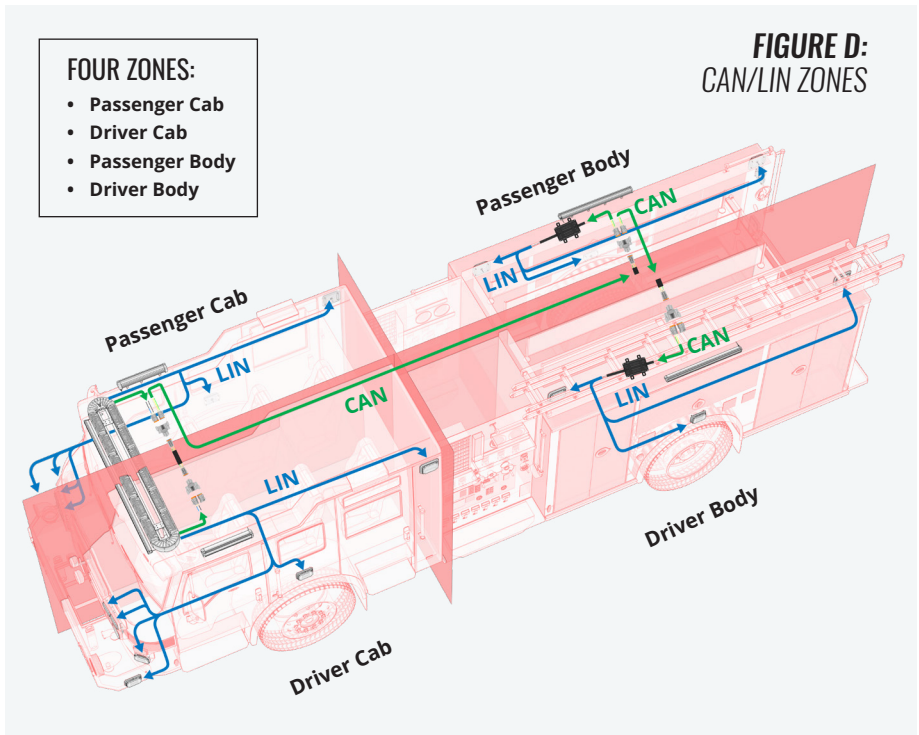 FIGURE D:
CAN/LIN ZONES
FOUR ZONES:
• Passenger Cab
• Driver Cab
• Passenger Body
• Driver Body
Passenger Body
CAN
LIN
Passenger Cab
LIN
CAN
CAN
LIN
LIN
Driver Body
Driver Cab